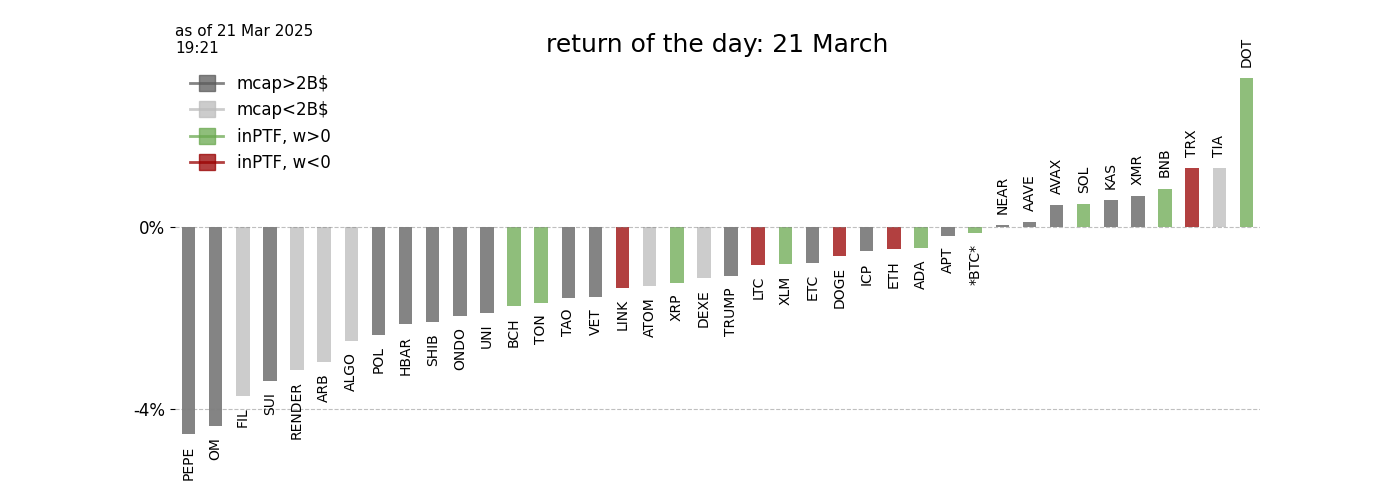 as of 21 Mar 2025
19:21
return of the day: 21 March
mcap>2B$
mcap<2B$
inPTF, w>0
inPTF, w<0
0%
-4%
PEPE
OM
FIL
SUI
RENDER
ARB
ALGO
POL
HBAR
SHIB
ONDO
UNI
BCH
TON
TAO
VET
LINK
ATOM
XRP
DEXE
TRUMP
LTC
XLM
ETC
DOGE
ICP
ETH
ADA
APT
*BTC*
NEAR
AAVE
AVAX
SOL
KAS
XMR
BNB
TRX
TIA
DOT